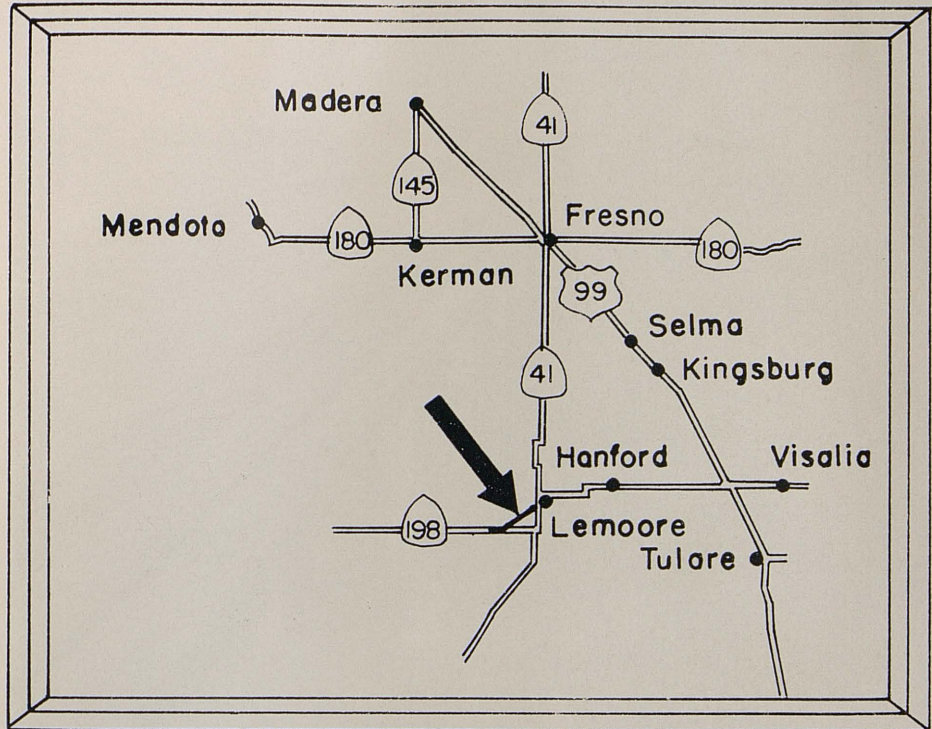 Madera
41
145
Mendota
180
Kerman
Fresno
180
99
Selma
Kingsburg
41
Hanford
Visalia
198
Lemoore
Tulare